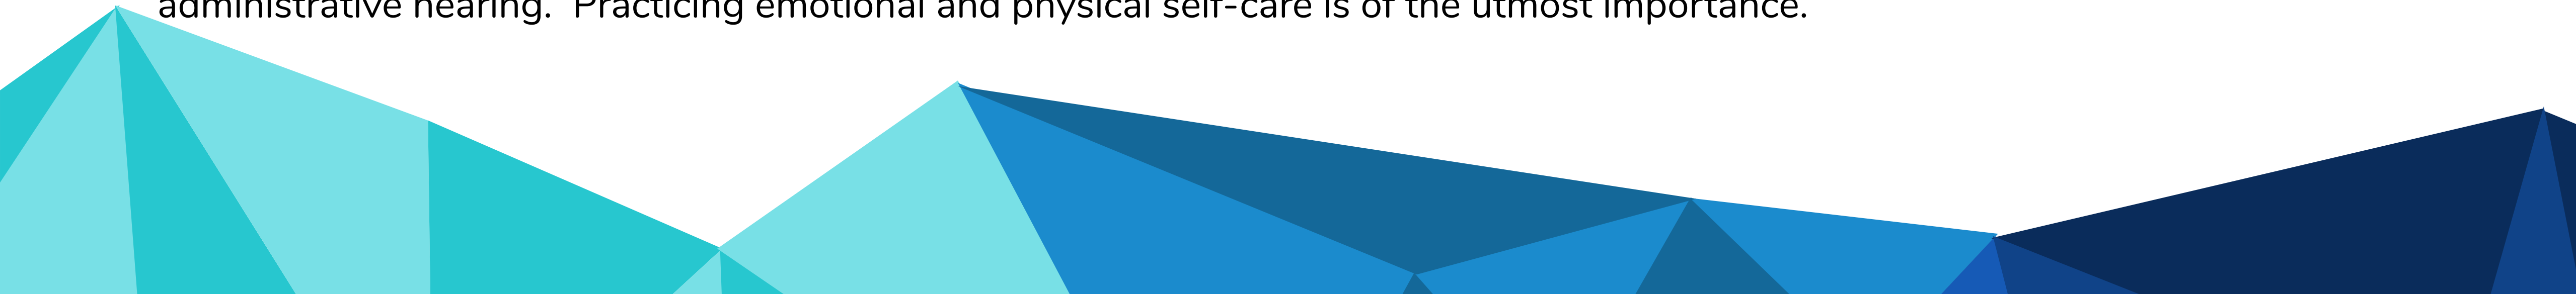 administrative hearing.  Practicing emotional and physical self-care is of the utmost importance.